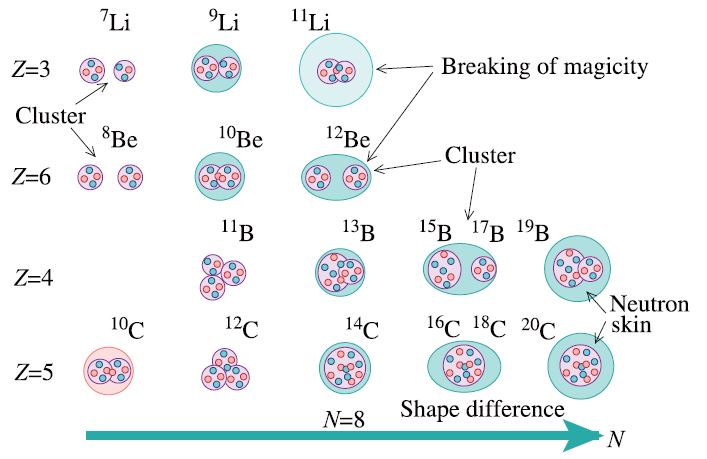 ⁷Li ⁹Li ¹¹Li
Z=3
Breaking of magicity
Cluster
⁸Be ¹⁰Be ¹²Be
Cluster
Z=6
¹¹B ¹³B ¹⁵B ¹⁷B ¹⁹B
Z=4
Neutron
skin
¹⁰C ¹²C ¹⁴C ¹⁶C ¹⁸C ²⁰C
Z=5
Shape difference
N=8
N